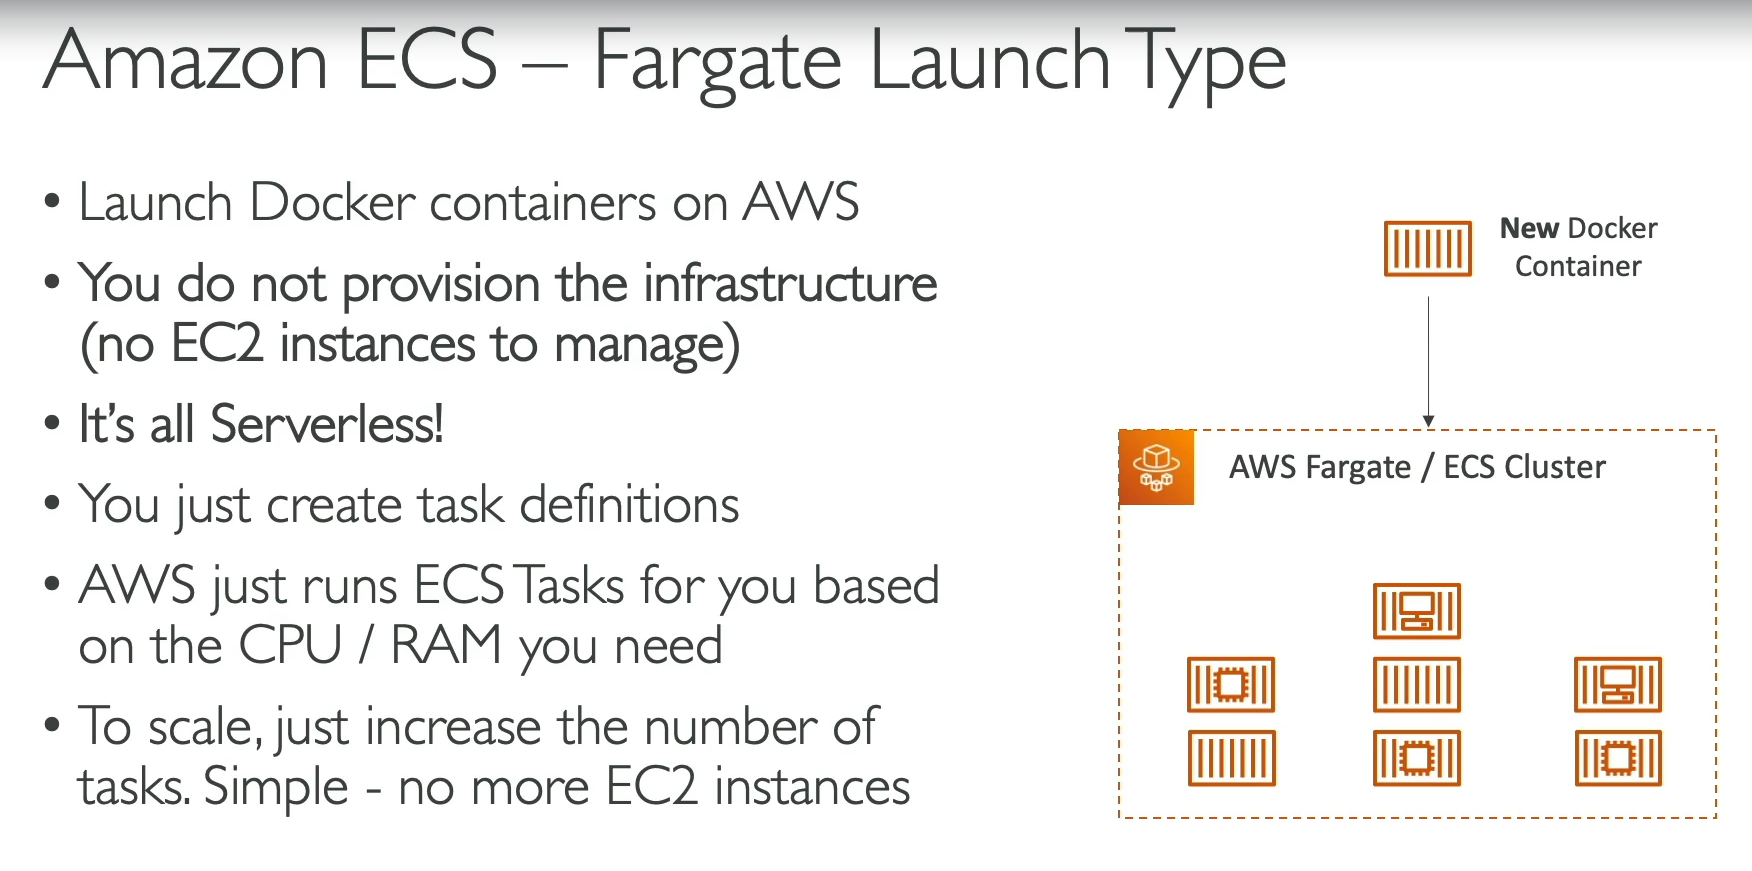 Amazon ECS – Fargate Launch Type
• Launch Docker containers on AWS
• You do not provision the infrastructure
(no EC2 instances to manage)
• It's all Serverless!
• You just create task definitions
• AWS just runs ECS Tasks for you based
on the CPU / RAM you need
• To scale, just increase the number of
tasks. Simple - no more EC2 instances
New Docker
Container
AWS Fargate / ECS Cluster